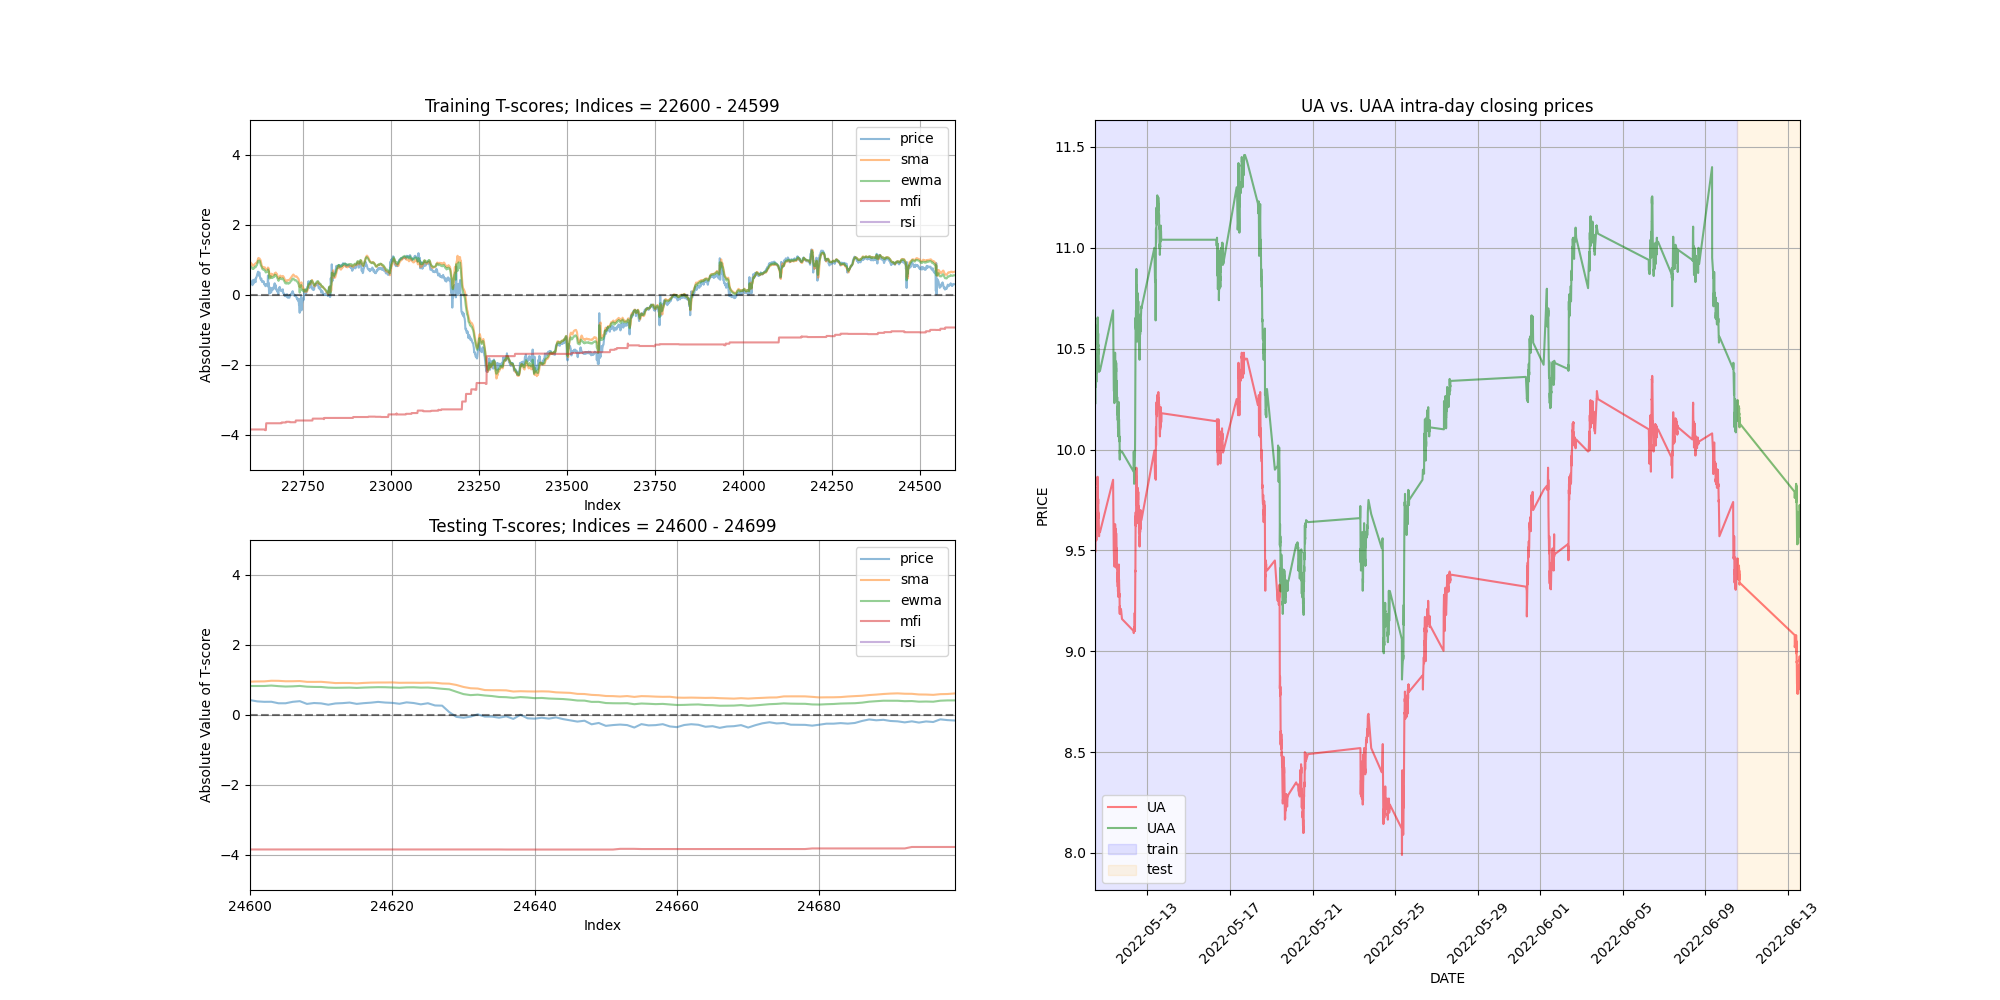 Training T-scores; Indices = 22600 - 24599
Absolute Value of T-score
4
2
0
−2
−4
price
sma
ewma
mfi
rsi
22750 23000 23250 23500 23750 24000 24250 24500
Index
Testing T-scores; Indices = 24600 - 24699
Absolute Value of T-score
4
2
0
−2
−4
price
sma
ewma
mfi
rsi
24600 24620 24640 24660 24680
Index
UA vs. UAA intra-day closing prices
PRICE
11.5
11.0
10.5
10.0
9.5
9.0
8.5
8.0
UA
UAA
train
test
2022-05-13 2022-05-17 2022-05-21 2022-05-25 2022-05-29 2022-06-01 2022-06-05 2022-06-09 2022-06-13
DATE